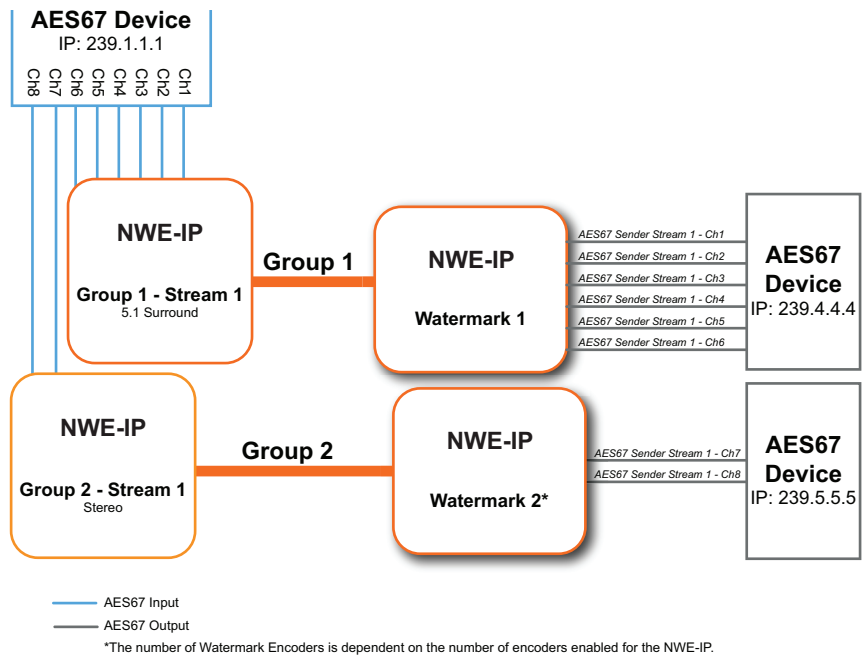 AES67 Device
IP: 239.1.1.1
Ch8
Ch7
Ch6
Ch5
Ch4
Ch3
Ch2
Ch1
NWE-IP
Group 1 - Stream 1
5.1 Surround
Group 1
NWE-IP
Watermark 1
AES67 Sender Stream 1 - Ch1
AES67 Sender Stream 1 - Ch2
AES67 Sender Stream 1 - Ch3
AES67 Sender Stream 1 - Ch4
AES67 Sender Stream 1 - Ch5
AES67 Sender Stream 1 - Ch6
AES67
Device
IP: 239.4.4.4
NWE-IP
Group 2 - Stream 1
Stereo
Group 2
NWE-IP
Watermark 2*
AES67 Sender Stream 1 - Ch7
AES67 Sender Stream 1 - Ch8
AES67
Device
IP: 239.5.5.5
AES67 Input
AES67 Output
*The number of Watermark Encoders is dependent on the number of encoders enabled for the NWE-IP.